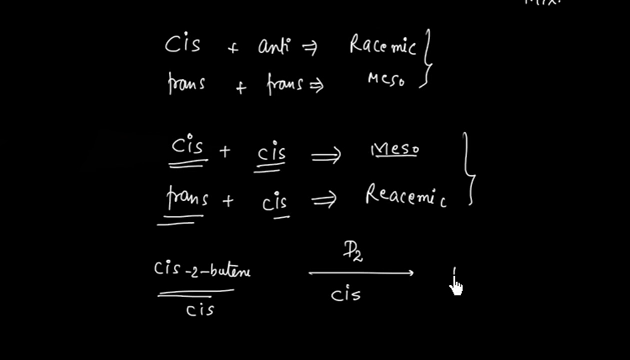 Cis + anti ⇒ Racemic
trans + trans ⇒ Meso
Cis + cis ⇒ Meso
trans + cis ⇒ Reacemic
D2
cis-2-butene
cis cis